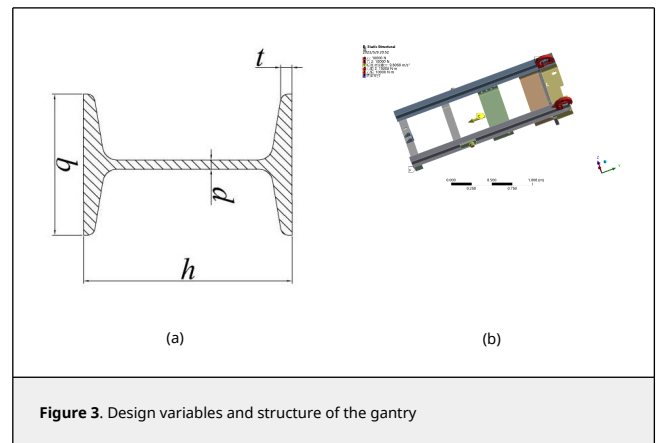 t
b
d
h
B: Static Structural
0.000
0.500
1.000 (m)
0.250
0.750
Z
Y
(a)
(b)
Figure 3. Design variables and structure of the gantry